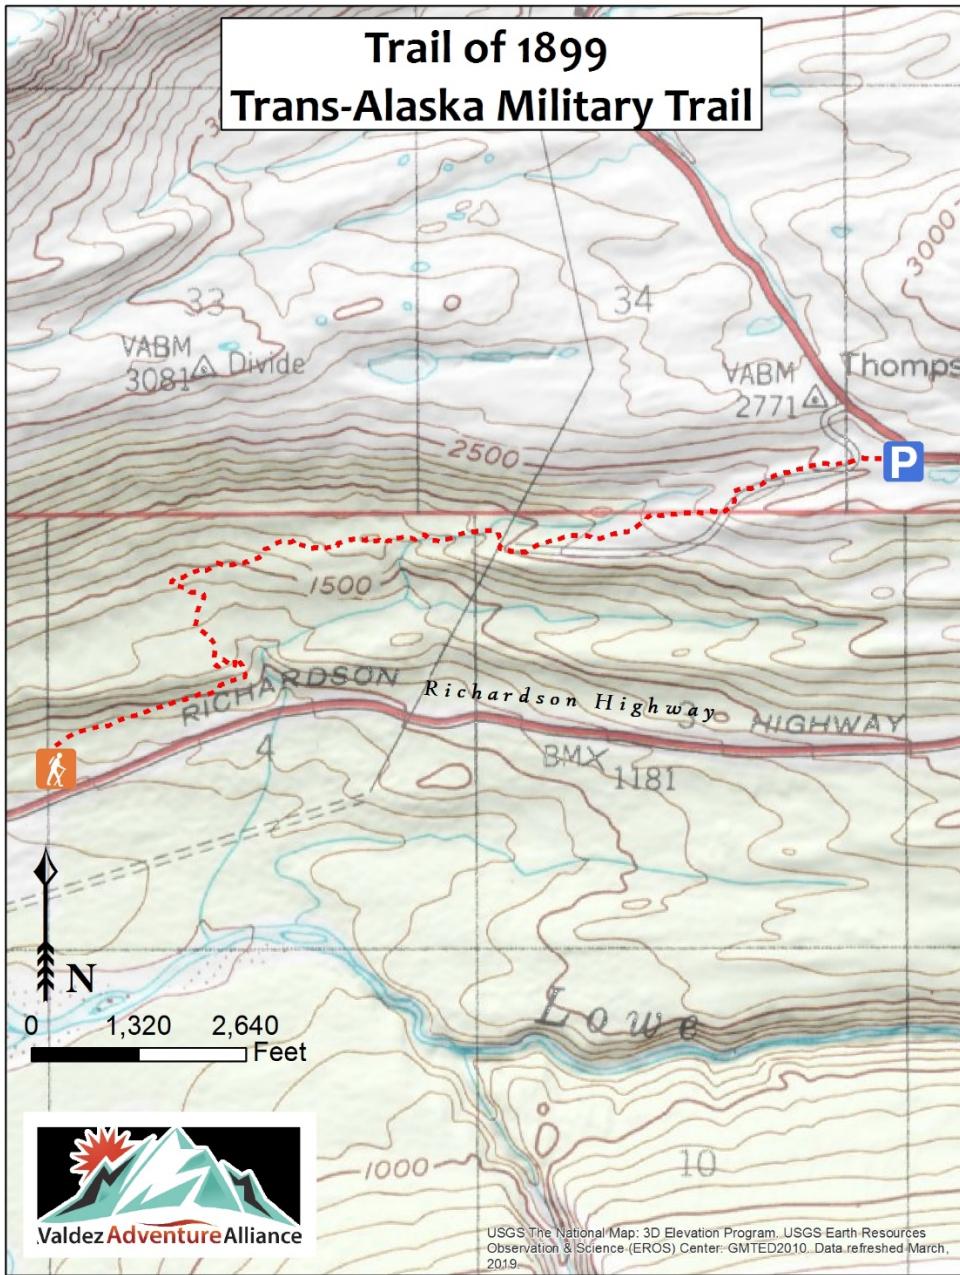 Trail of 1899
Trans-Alaska Military Trail
3000
33
34
VABM
3081
Divide
VABM
2771
Thomps
2500
P
1500
RICHARDSON
Richardson Highway
3
HIGHWAY
4
BMX
1181
N
Lowe
0 1,320 2,640
Feet
1000
10
Valdez Adventure Alliance
USGS The National Map: 3D Elevation Program. USGS Earth Resources
Observation & Science (EROS) Center: GMTED2010. Data refreshed March,
2019.